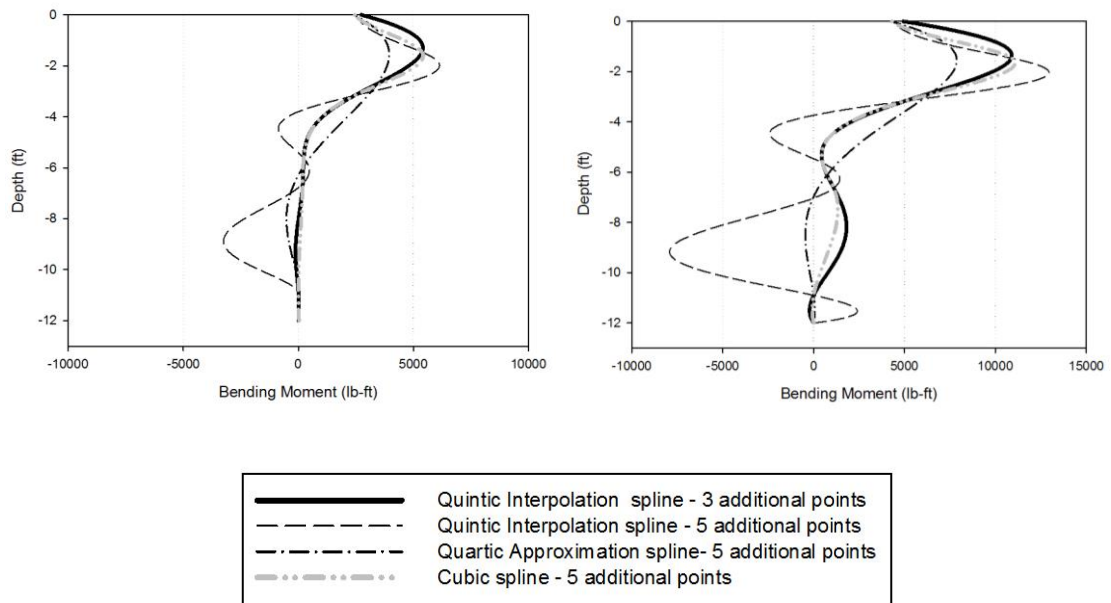 0
-2
-4
-6
-8
-10
-12
Depth (ft)
-10000 -5000 0 5000 10000
Bending Moment (lb-ft)
0
-2
-4
-6
-8
-10
-12
Depth (ft)
-10000 -5000 0 5000 10000 15000
Bending Moment (lb-ft)
Quintic Interpolation spline - 3 additional points
Quintic Interpolation spline - 5 additional points
Quartic Approximation spline- 5 additional points
Cubic spline - 5 additional points